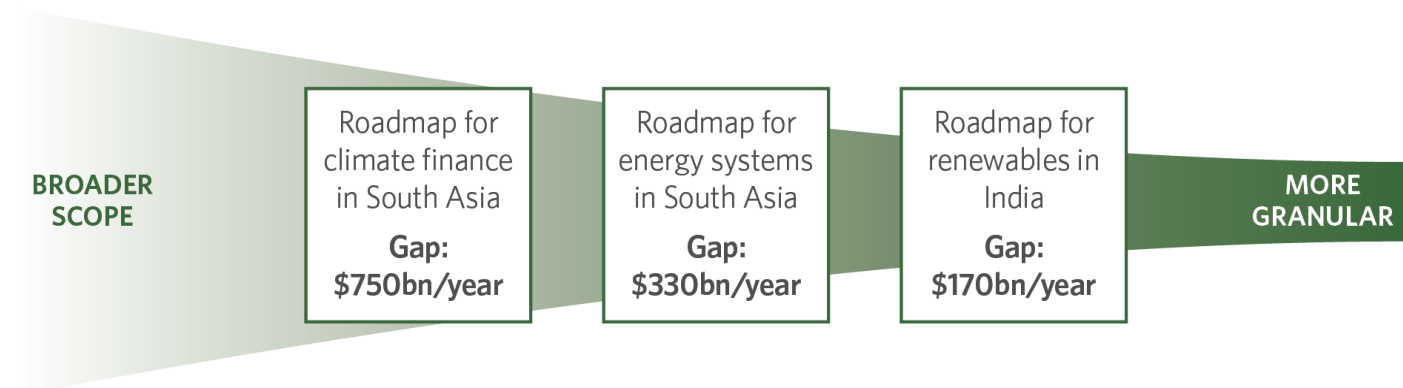 BROADER
SCOPE
Roadmap for
climate finance
in South Asia
Gap:
$750bn/year
Roadmap for
energy systems
in South Asia
Gap:
$330bn/year
Roadmap for
renewables in
India
Gap:
$170bn/year
MORE
GRANULAR